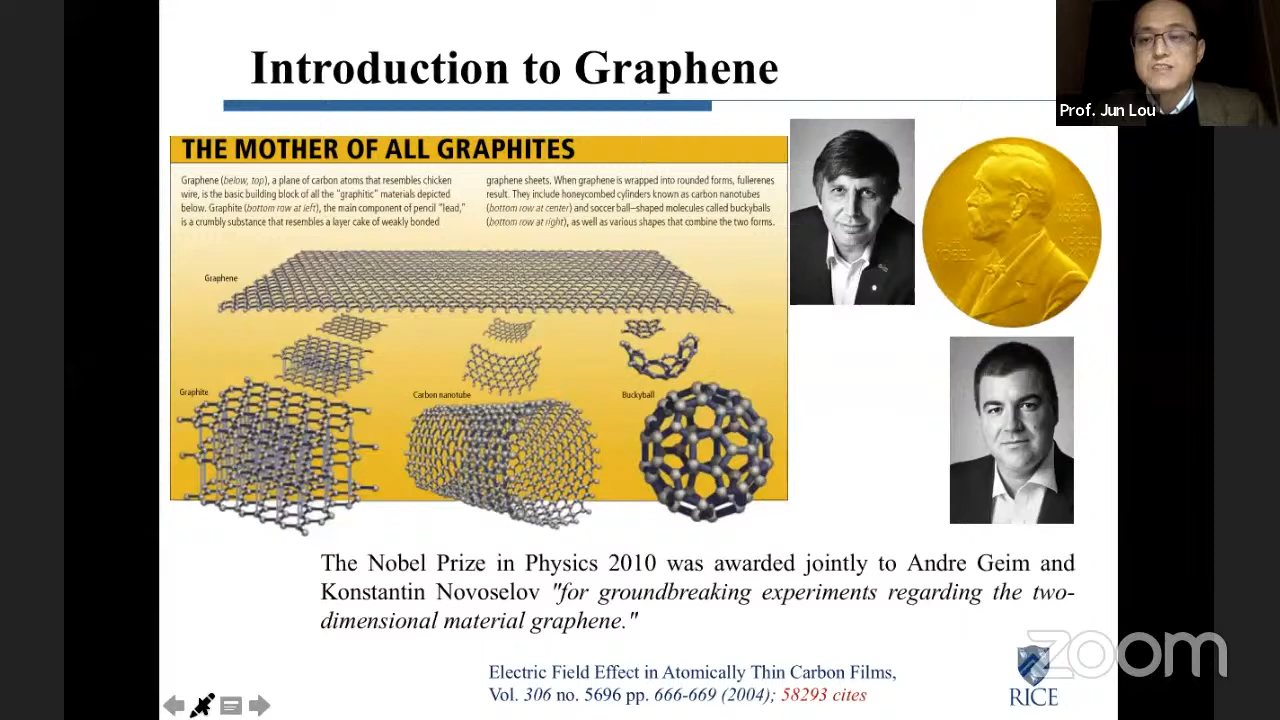 Introduction to Graphene
Prof. Jun Lou
THE MOTHER OF ALL GRAPHITES
Graphene (below, top), a plane of carbon atoms that resembles chicken
wire, is the basic building block of all the "graphitic" materials depicted
below. Graphite (bottom row at left), the main component of pencil "lead,"
is a crumbly substance that resembles a layer cake of weakly bonded
graphene sheets. When graphene is wrapped into rounded forms, fullerenes
result. They include honeycombed cylinders known as carbon nanotubes
(bottom row at center) and soccer ball–shaped molecules called buckyballs
(bottom row at right), as well as various shapes that combine the two forms.
Graphene
Graphite
Carbon nanotube
Buckyball
The Nobel Prize in Physics 2010 was awarded jointly to Andre Geim and
Konstantin Novoselov "for groundbreaking experiments regarding the two-
dimensional material graphene."
Electric Field Effect in Atomically Thin Carbon Films,
Vol. 306 no. 5696 pp. 666-669 (2004); 58293 cites
RICE
zoom